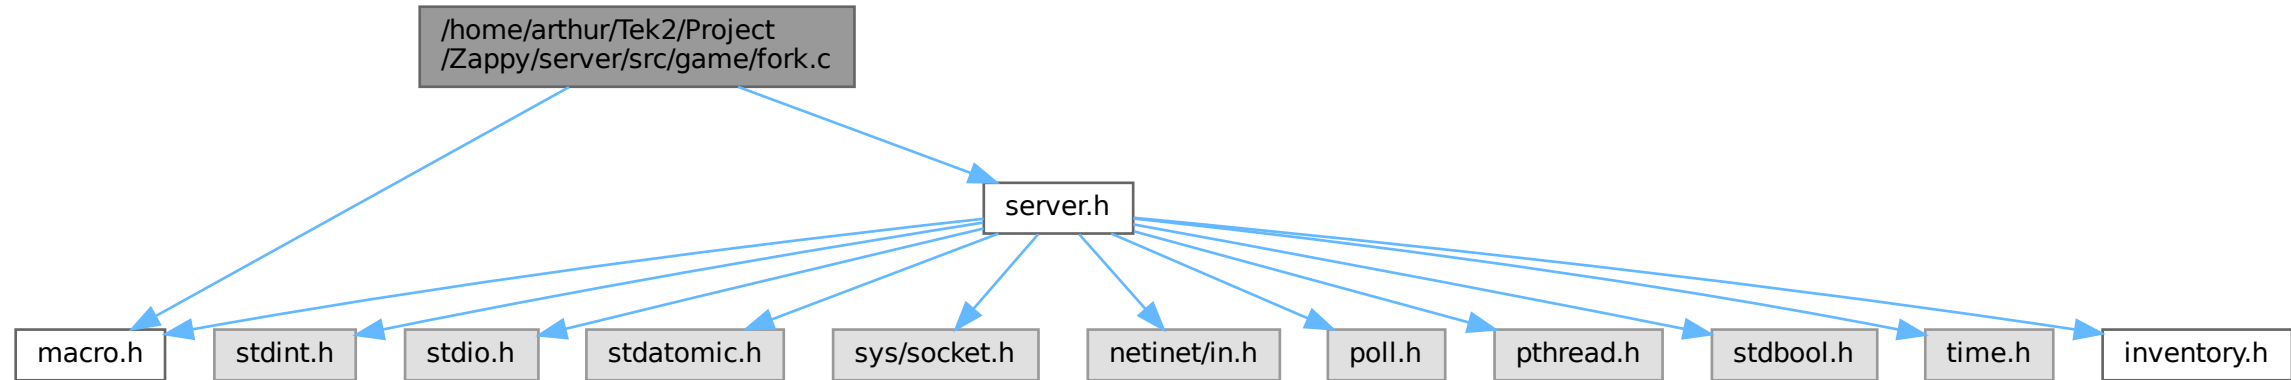 /home/arthur/Tek2/Project
/Zappy/server/src/game/fork.c
server.h
macro.h
stdint.h
stdio.h
stdatomic.h
sys/socket.h
netinet/in.h
poll.h
pthread.h
stdbool.h
time.h
inventory.h